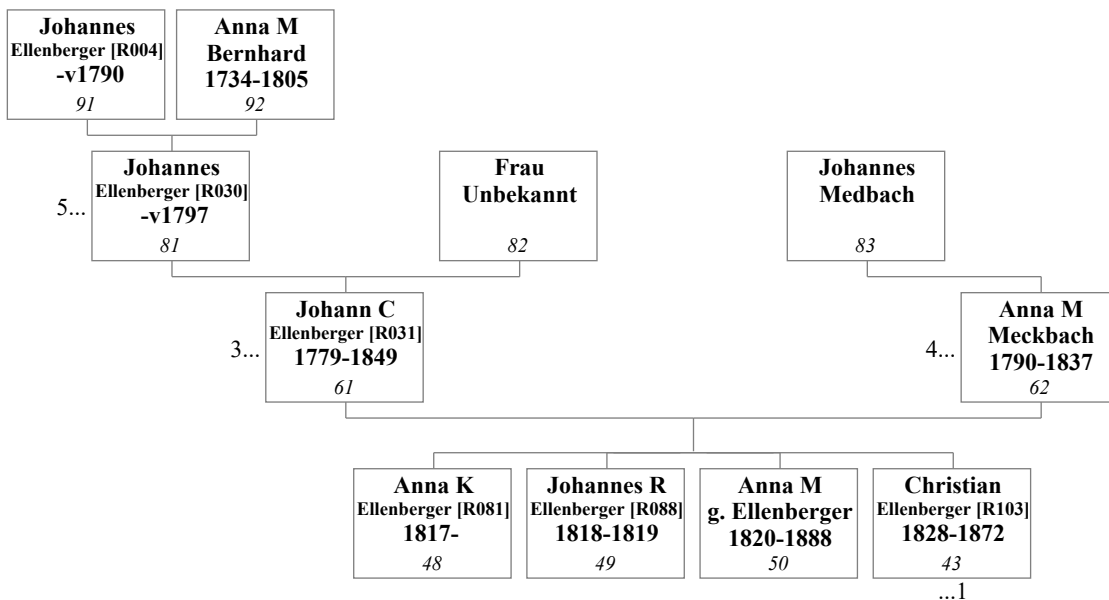 Johannes
Ellenberger [R004]
-v1790
91
Anna M
Bernhard
1734-1805
92
5...
Johannes
Ellenberger [R030]
-v1797
81
Frau
Unbekannt
82
Johannes
Medbach
83
3...
Johann C
Ellenberger [R031]
1779-1849
61
4...
Anna M
Meckbach
1790-1837
62
Anna K
Ellenberger [R081]
1817-
48
Johannes R
Ellenberger [R088]
1818-1819
49
Anna M
g. Ellenberger
1820-1888
50
Christian
Ellenberger [R103]
1828-1872
43
...1